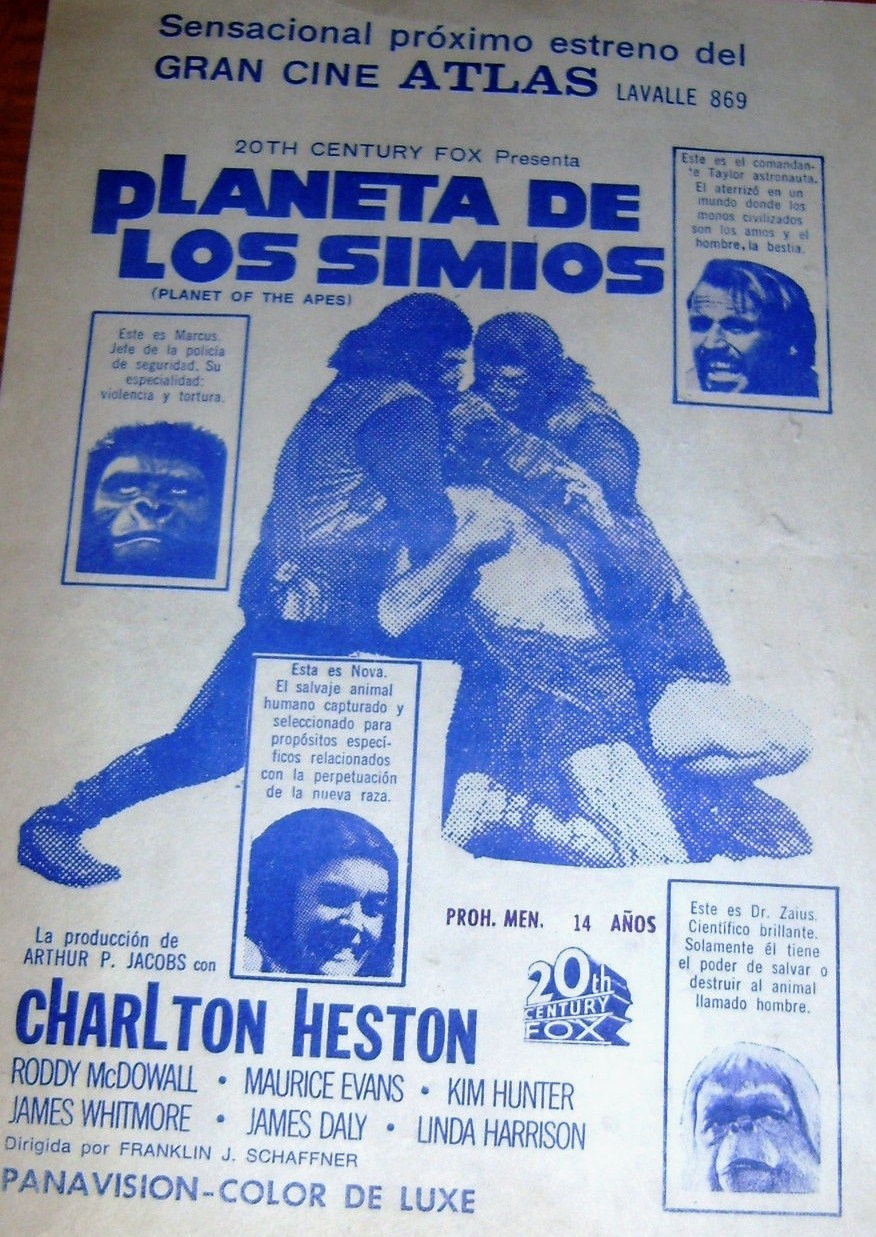 Sensacional próximo estreno del
GRAN CINE ATLAS LAVALLE 869
20TH CENTURY FOX Presenta
PLANETA DE
LOS SIMIOS
(PLANET OF THE APES)
Este es el comandan-
te Taylor astronauta.
El aterrizó en un
mundo donde los
monos civilizados
son los amos y el
hombre, la bestia.
Este es Marcus.
Jefe de la policía
de seguridad. Su
especialidad:
violencia y tortura.
Esta es Nova.
El salvaje animal
humano capturado y
seleccionado para
propósitos especí-
ficos relacionados
con la perpetuación
de la nueva raza.
PROH. MEN. 14 AÑOS
Este es Dr. Zaius.
Científico brillante.
Solamente él tiene
el poder de salvar o
destruir al animal
llamado hombre.
20th
CENTURY
FOX
La producción de
ARTHUR P. JACOBS con
CHARLTON HESTON
RODDY McDOWALL • MAURICE EVANS • KIM HUNTER
JAMES WHITMORE • JAMES DALY • LINDA HARRISON
Dirigida por FRANKLIN J. SCHAFFNER
PANAVISION-COLOR DE LUXE